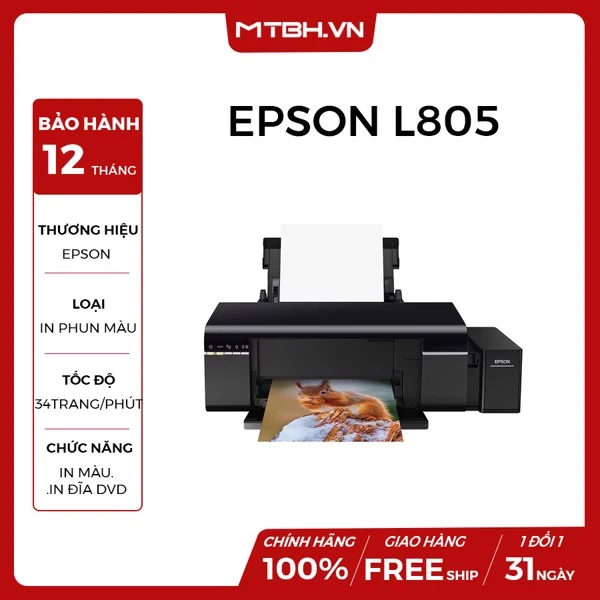 MTBH.VN
EPSON L805
BẢO HÀNH
12 THÁNG
THƯƠNG HIỆU
EPSON
LOẠI
IN PHUN MÀU
TỐC ĐỘ
34TRANG/PHÚT
CHỨC NĂNG
IN MÀU.
.IN ĐĨA DVD
EPSON
CHÍNH HÃNG
100%
GIAO HÀNG
FREE SHIP
1 ĐỔI 1
31 NGÀY